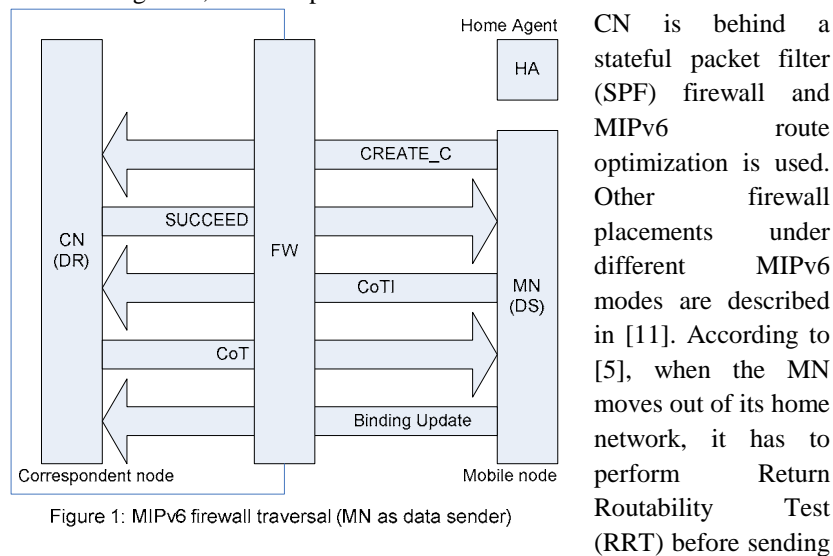 Home Agent
HA
CREATE_C
SUCCEED
CN
(DR)
FW
CoTI
MN
(DS)
CoT
Binding Update
Correspondent node
Mobile node
Figure 1: MIPv6 firewall traversal (MN as data sender)
CN is behind a
stateful packet filter
(SPF) firewall and
MIPv6 route
optimization is used.
Other firewall
placements under
different MIPv6
modes are described
in [11]. According to
[5], when the MN
moves out of its home
network, it has to
perform Return
Routability Test
(RRT) before sending